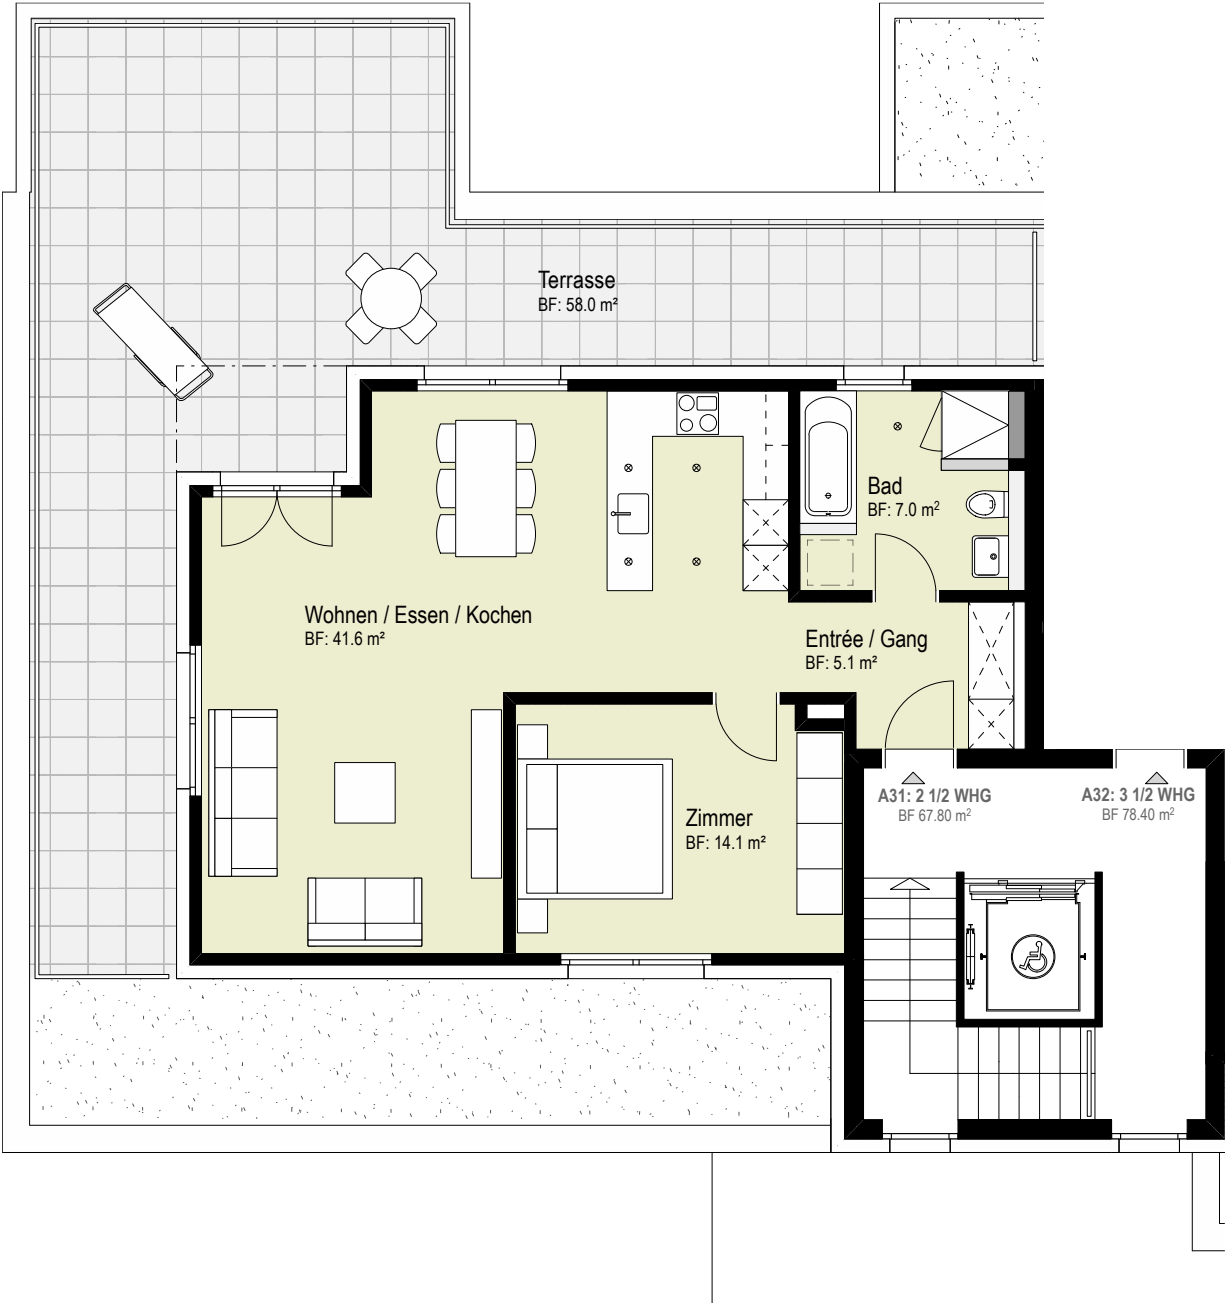 Terrasse
BF: 58.0 m²
Bad
BF: 7.0 m²
Wohnen / Essen / Kochen
BF: 41.6 m²
Entrée / Gang
BF: 5.1 m²
Zimmer
BF: 14.1 m²
A31: 2 1/2 WHG
BF 67.80 m²
A32: 3 1/2 WHG
BF 78.40 m²